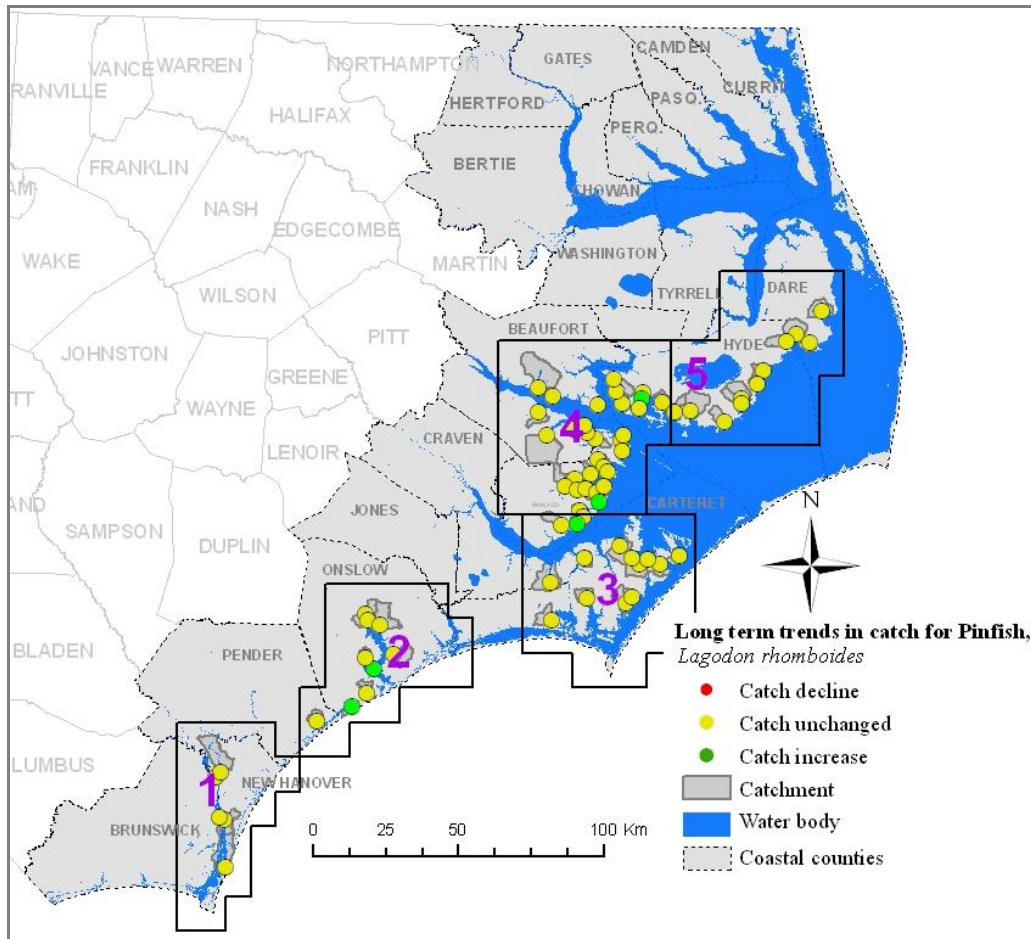 GATES
CAMDEN
CURRI
VANCE
WARREN
NORTHAMPTON
RANVILLE
HERTFORD
PASQ.
HALIFAX
PERQ.
FRANKLIN
BERTIE
CHOWAN
NASH
EDGECOMBE
WAKE
MARTIN
WASHINGTON
WILSON
TYRRELL
DARE
PITT
BEAUFORT
HYDE
JOHNSTON
GREENE
5
WAYNE
4
CRAVEN
LENOIR
CARTERET
N
SAMPSON
JONES
DUPLIN
ONSLOW
3
BLADEN
PENDER
2
LUMBUS
1
NEW HANOVER
BRUNSWICK
0 25 50 100 Km
Long term trends in catch for Pinfish,
Lagodon rhomboides
Catch decline
Catch unchanged
Catch increase
Catchment
Water body
Coastal counties